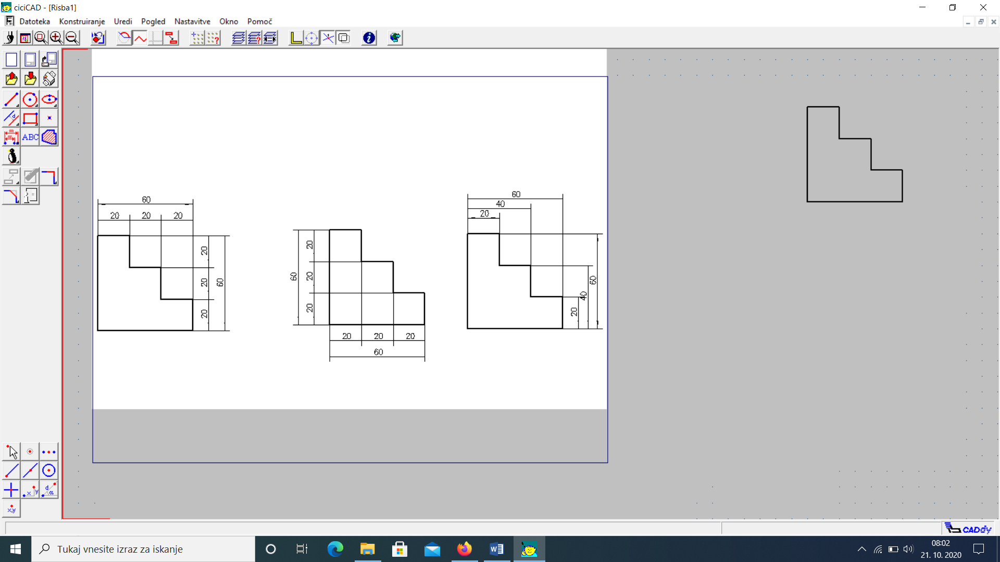 ciciCAD - [Risba1]
Datoteka Konstruiranje Uredi Pogled Nastavitve Okno Pomoč
ABC
60
20 20 20
20
20
20
60
20
20
20
60
20 20 20
60
60
40
20
60
40
20
x y
d α
x,y
CADdy
Tukaj vnesite izraz za iskanje
08:02
21. 10. 2020